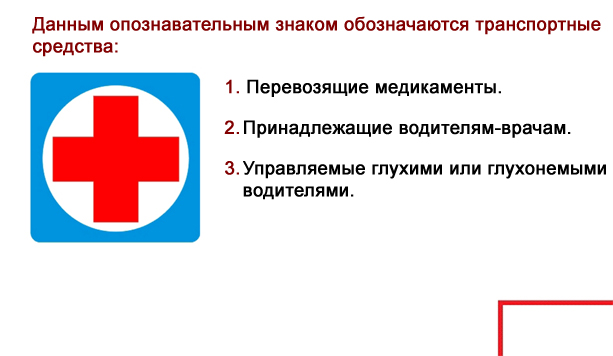 Данным опознавательным знаком обозначаются транспортные
средства:
1. Перевозящие медикаменты.
2. Принадлежащие водителям-врачам.
3. Управляемые глухими или глухонемыми
водителями.